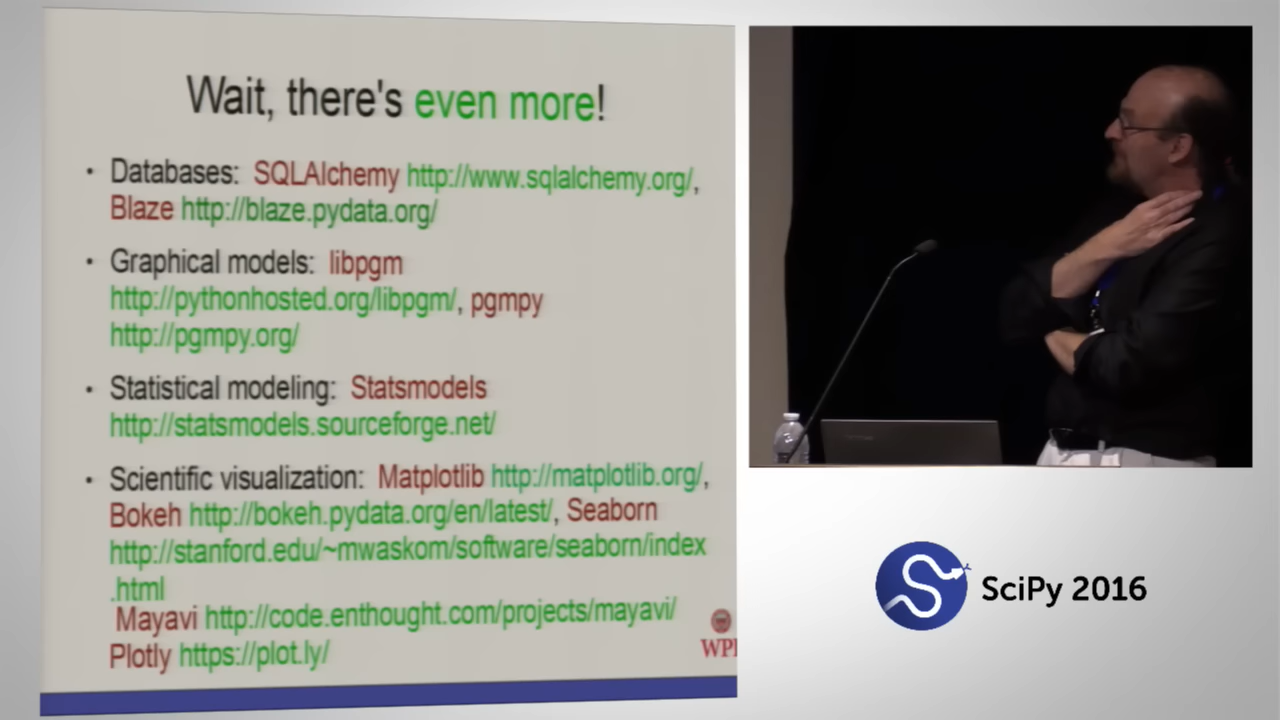 Wait, there's even more!
• Databases: SQLAlchemy http://www.sqlalchemy.org/,
Blaze http://blaze.pydata.org/
• Graphical models: libpgm
http://pythonhosted.org/libpgm/, pgmpy
http://pgmpy.org/
• Statistical modeling: Statsmodels
http://statsmodels.sourceforge.net/
• Scientific visualization: Matplotlib http://matplotlib.org/,
Bokeh http://bokeh.pydata.org/en/latest/, Seaborn
http://stanford.edu/~mwaskom/software/seaborn/index
.html
Mayavi http://code.enthought.com/projects/mayavi/
Plotly https://plot.ly/
WPI
SciPy 2016